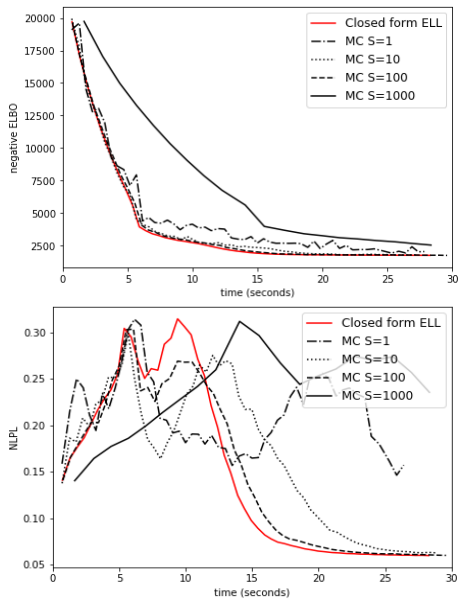 20000
17500
15000
12500
10000
7500
5000
2500
negative ELBO
Closed form ELL
MC S=1
MC S=10
MC S=100
MC S=1000
0 5 10 15 20 25 30
time (seconds)
0.30
0.25
0.20
0.15
0.10
0.05
NLPL
Closed form ELL
MC S=1
MC S=10
MC S=100
MC S=1000
0 5 10 15 20 25 30
time (seconds)